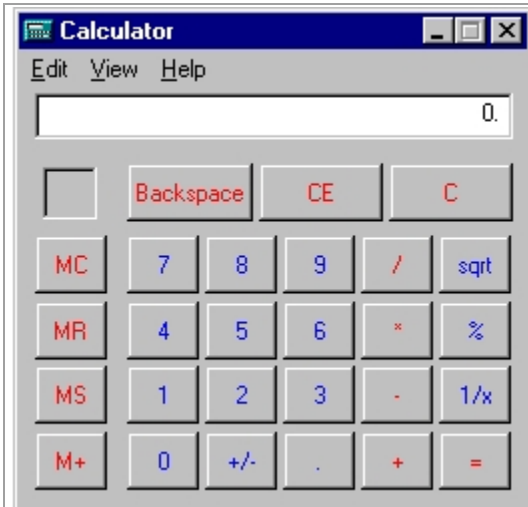 Calculator
Edit View Help
0.
Backspace CE C
MC 7 8 9 / sqrt
MR 4 5 6 * %
MS 1 2 3 - 1/x
M+ 0 +/- . + =